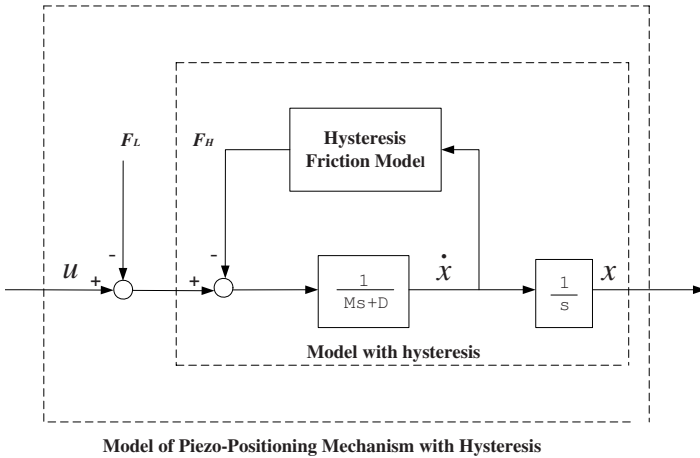 Hysteresis
Friction Model
F_L
F_H
-
-
u
+
+
1
Ms+D
ẋ
1
s
x
Model with hysteresis
Model of Piezo-Positioning Mechanism with Hysteresis